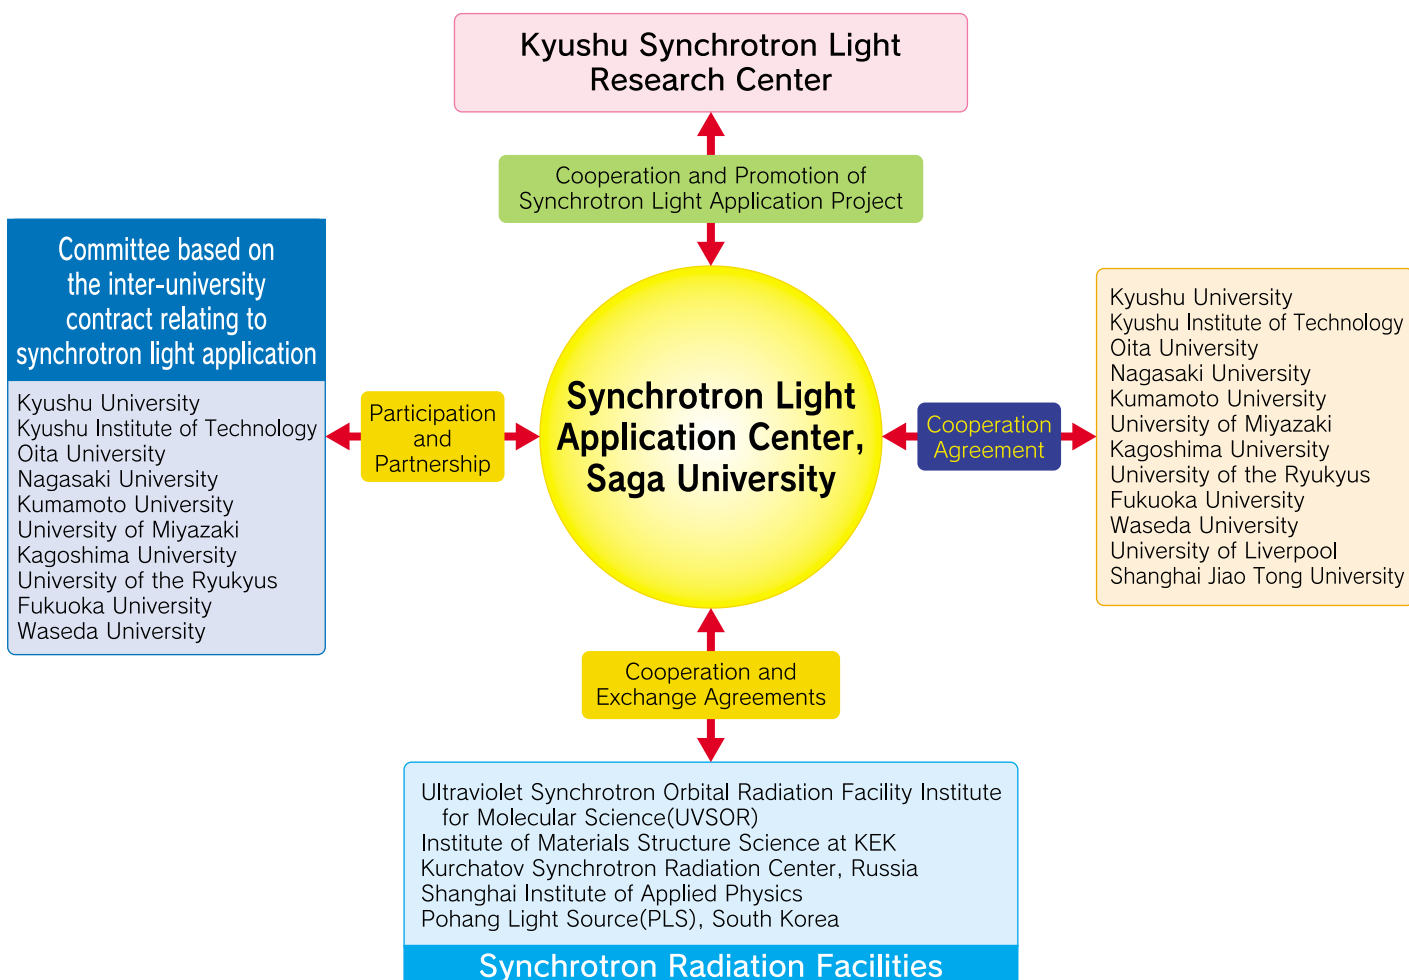 Kyushu Synchrotron Light
Research Center
Cooperation and Promotion of
Synchrotron Light Application Project
Committee based on
the inter-university
contract relating to
synchrotron light application
Kyushu University
Kyushu Institute of Technology
Oita University
Nagasaki University
Kumamoto University
University of Miyazaki
Kagoshima University
University of the Ryukyus
Fukuoka University
Waseda University
Participation
and
Partnership
Synchrotron Light
Application Center,
Saga University
Cooperation
Agreement
Kyushu University
Kyushu Institute of Technology
Oita University
Nagasaki University
Kumamoto University
University of Miyazaki
Kagoshima University
University of the Ryukyus
Fukuoka University
Waseda University
University of Liverpool
Shanghai Jiao Tong University
Cooperation and
Exchange Agreements
Ultraviolet Synchrotron Orbital Radiation Facility Institute
for Molecular Science(UVSOR)
Institute of Materials Structure Science at KEK
Kurchatov Synchrotron Radiation Center, Russia
Shanghai Institute of Applied Physics
Pohang Light Source(PLS), South Korea
Synchrotron Radiation Facilities